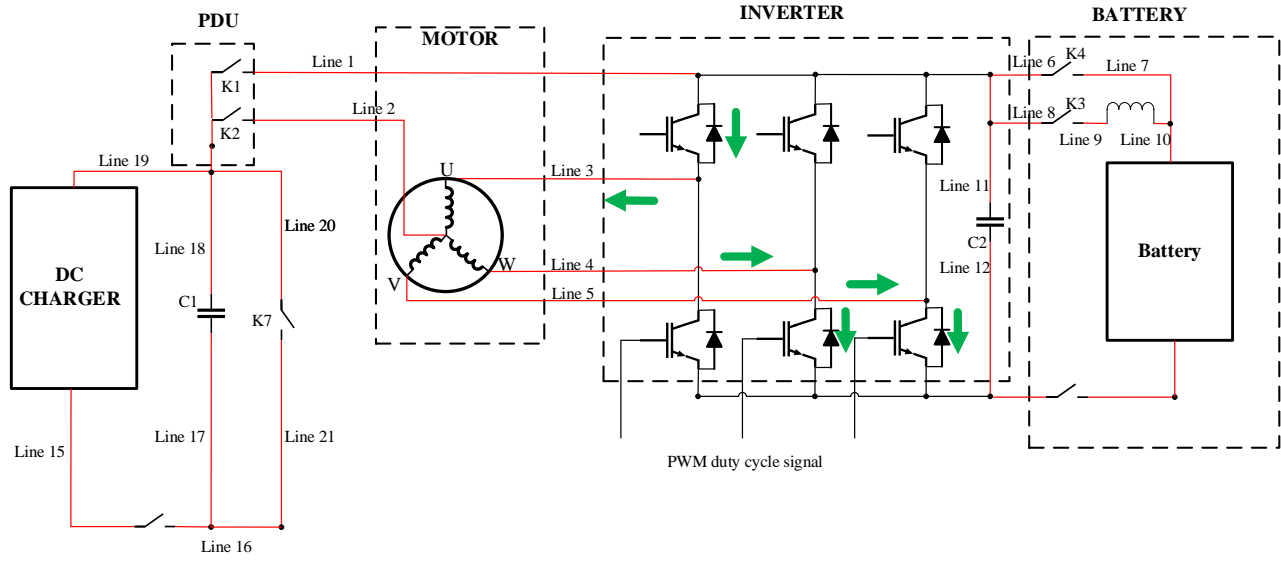 PDU
MOTOR
INVERTER
BATTERY
Line 1
K1
Line 2
K2
Line 6
K4
Line 7
Line 8
K3
Line 9
Line 10
Line 19
U
Line 3
Line 11
Line 20
Line 18
DC
CHARGER
C1
K7
W
V
Line 4
Line 5
C2
Line 12
Battery
Line 15
Line 17
Line 21
PWM duty cycle signal
Line 16